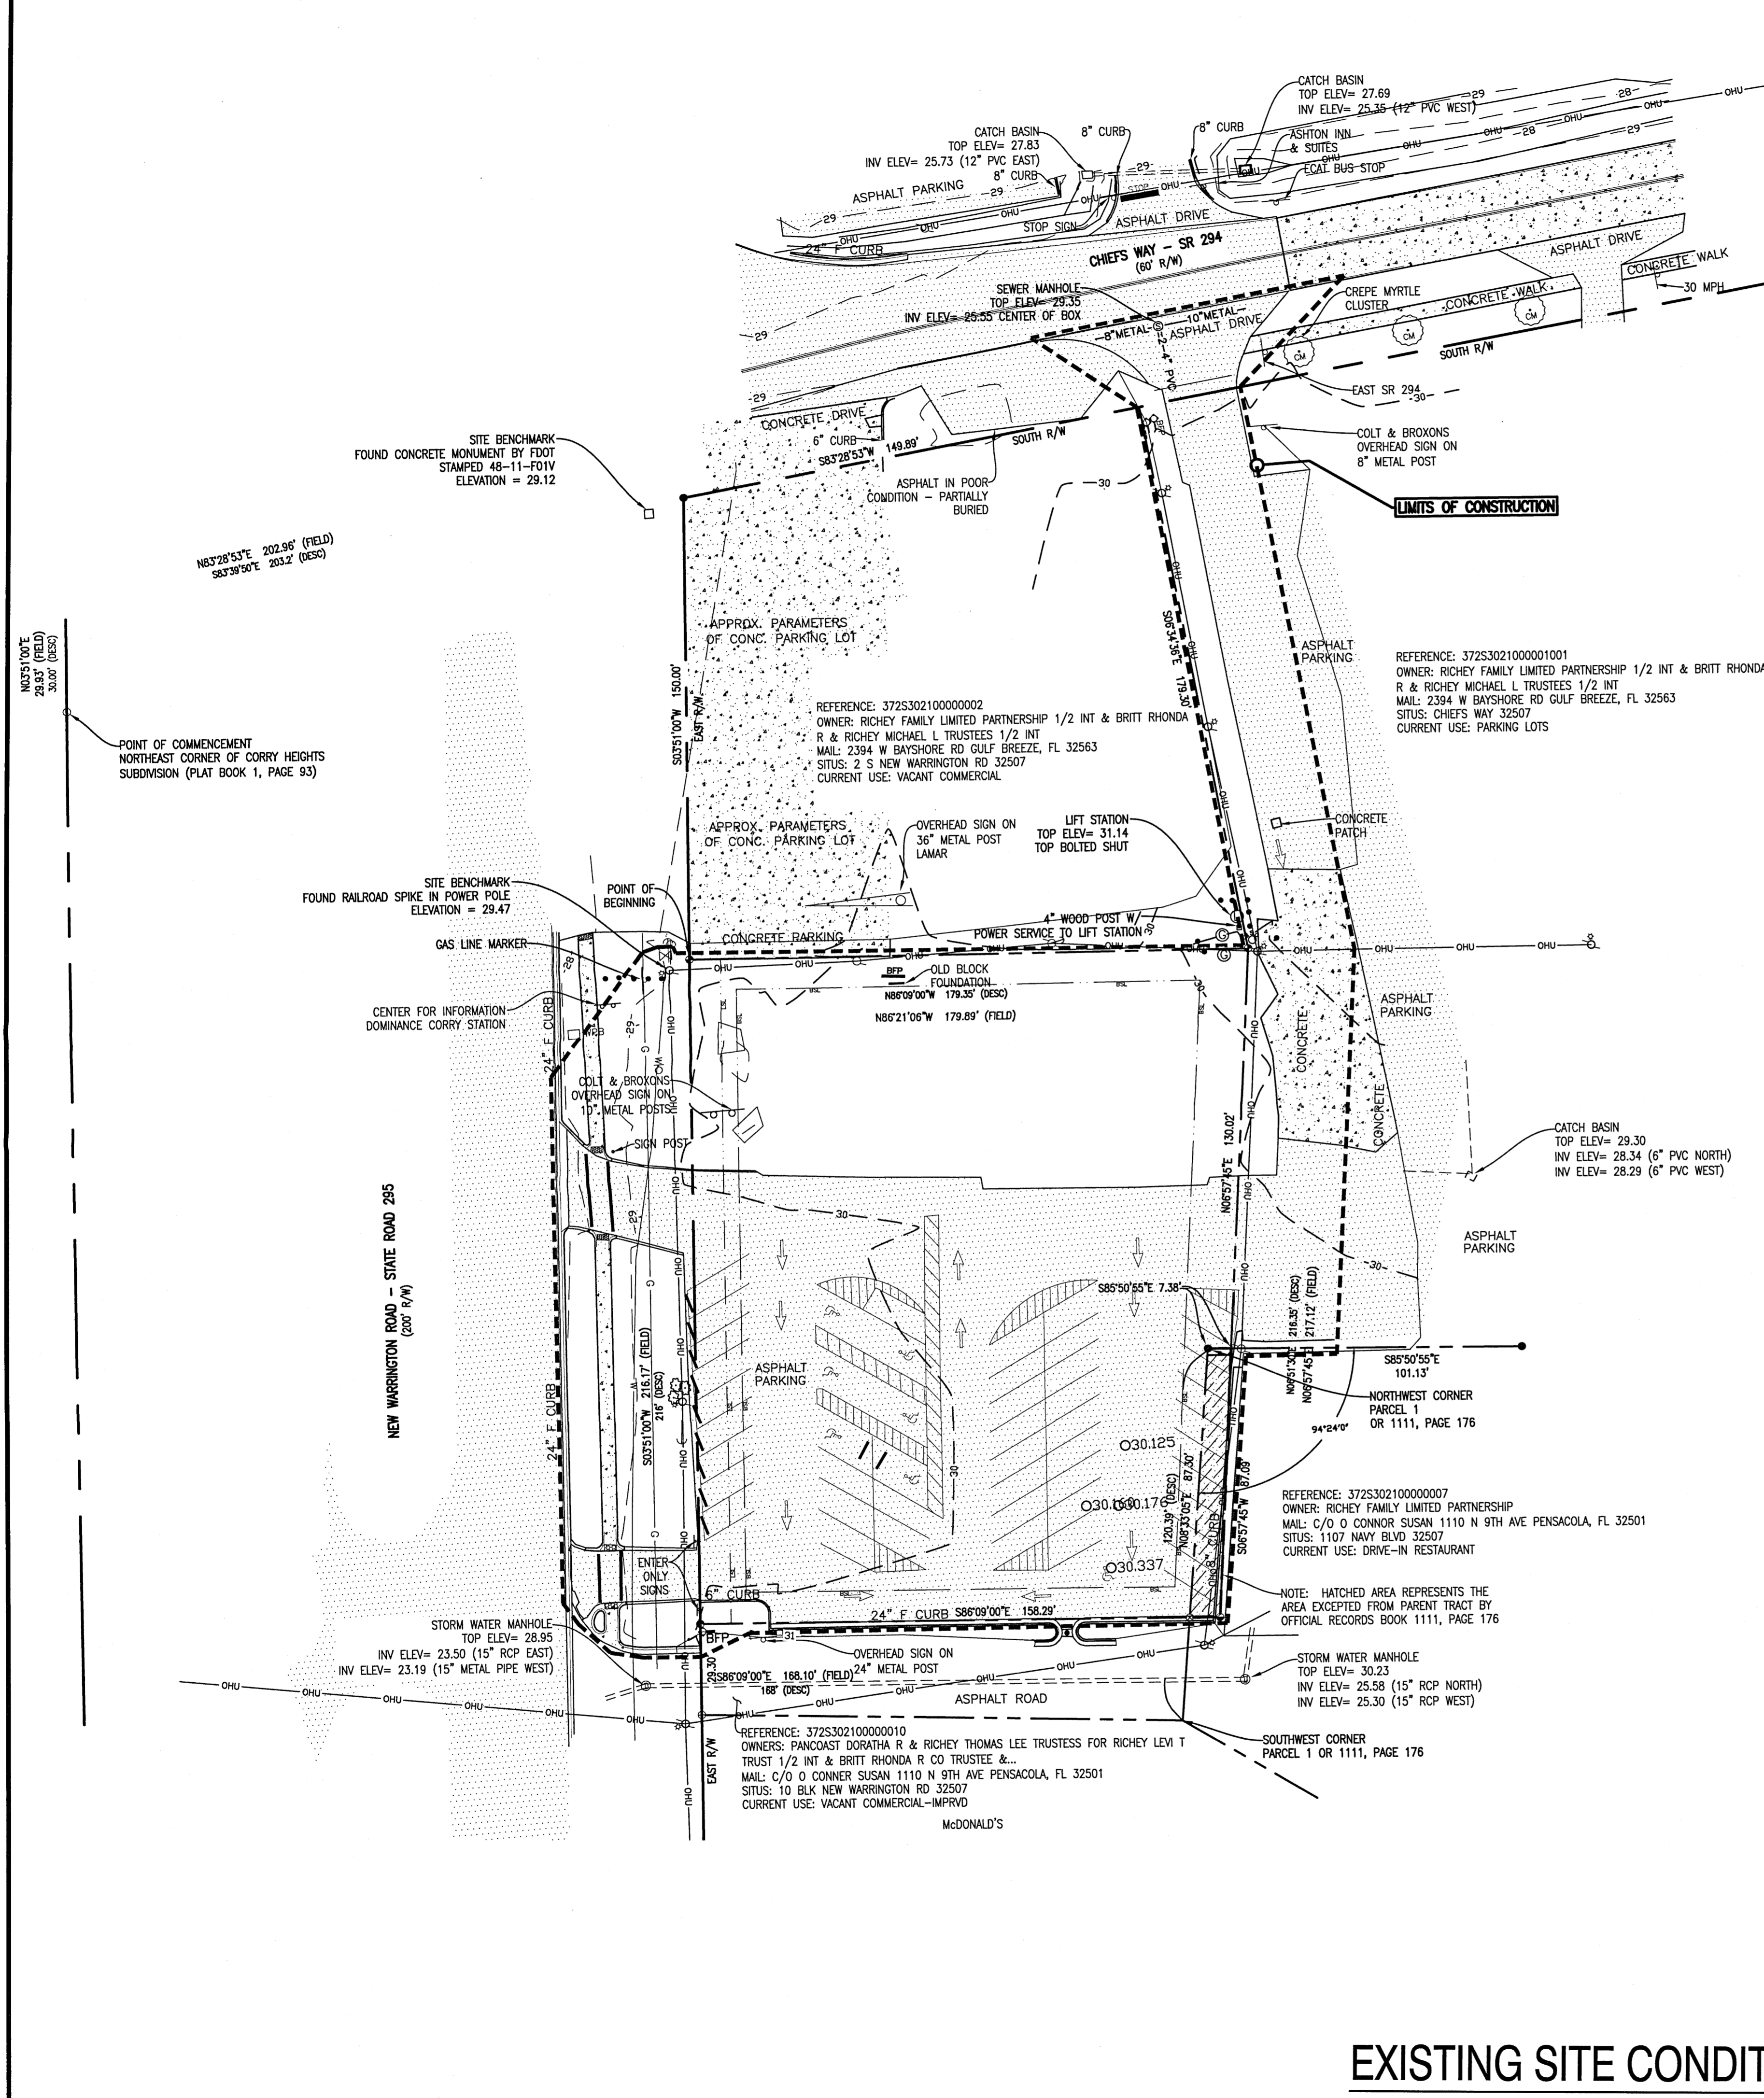 CATCH BASIN
TOP ELEV= 27.69
INV ELEV= 25.35 (12" PVC WEST)
CATCH BASIN
TOP ELEV= 27.83
INV ELEV= 25.73 (12" PVC EAST)
8" CURB
8" CURB
8" CURB
ASHTON INN
& SUITES
ECAT BUS STOP
ASPHALT PARKING
STOP
STOP SIGN
ASPHALT DRIVE
24" F CURB
CHIEFS WAY - SR 294
(60' R/W)
ASPHALT DRIVE
CONCRETE WALK
30 MPH
SEWER MANHOLE
TOP ELEV= 29.35
INV ELEV= 25.55 CENTER OF BOX
8"METAL
10"METAL
ASPHALT DRIVE
2-4" PVC
CREPE MYRTLE
CLUSTER
CONCRETE WALK
CM
CM
CM
SOUTH R/W
EAST SR 294
-30-
CONCRETE DRIVE
6" CURB
S83°28'53"W 149.89'
SOUTH R/W
ASPHALT IN POOR
CONDITION - PARTIALLY
BURIED
COLT & BROXONS
OVERHEAD SIGN ON
8" METAL POST
LIMITS OF CONSTRUCTION
SITE BENCHMARK
FOUND CONCRETE MONUMENT BY FDOT
STAMPED 48-11-F01V
ELEVATION = 29.12
N83°28'53"E 202.96' (FIELD)
S83°39'50"E 203.2' (DESC)
N03°51'00"E
29.93' (FIELD)
30.00' (DESC)
POINT OF COMMENCEMENT
NORTHEAST CORNER OF CORRY HEIGHTS
SUBDIVISION (PLAT BOOK 1, PAGE 93)
APPROX. PARAMETERS
OF CONC. PARKING LOT
S03°51'00"W 150.00'
EAST R/W
S06°34'36"E 179.30'
ASPHALT
PARKING
REFERENCE: 372S3021000001001
OWNER: RICHEY FAMILY LIMITED PARTNERSHIP 1/2 INT & BRITT RHONDA
R & RICHEY MICHAEL L TRUSTEES 1/2 INT
MAIL: 2394 W BAYSHORE RD GULF BREEZE, FL 32563
SITUS: CHIEFS WAY 32507
CURRENT USE: PARKING LOTS
REFERENCE: 372S302100000002
OWNER: RICHEY FAMILY LIMITED PARTNERSHIP 1/2 INT & BRITT RHONDA
R & RICHEY MICHAEL L TRUSTEES 1/2 INT
MAIL: 2394 W BAYSHORE RD GULF BREEZE, FL 32563
SITUS: 2 S NEW WARRINGTON RD 32507
CURRENT USE: VACANT COMMERCIAL
APPROX. PARAMETERS
OF CONC. PARKING LOT
OVERHEAD SIGN ON
36" METAL POST
LAMAR
LIFT STATION
TOP ELEV= 31.14
TOP BOLTED SHUT
CONCRETE
PATCH
SITE BENCHMARK
FOUND RAILROAD SPIKE IN POWER POLE
ELEVATION = 29.47
POINT OF
BEGINNING
GAS LINE MARKER
CONCRETE PARKING
4" WOOD POST W/
POWER SERVICE TO LIFT STATION
BFP
OLD BLOCK
FOUNDATION
N86°09'00"W 179.35' (DESC)
N86°21'06"W 179.89' (FIELD)
CENTER FOR INFORMATION
DOMINANCE CORRY STATION
24" F CURB
ASPHALT
PARKING
CONCRETE
CONCRETE
COLT & BROXONS
OVERHEAD SIGN ON
10" METAL POSTS
SIGN POST
N06°57'45"E 130.02'
CATCH BASIN
TOP ELEV= 29.30
INV ELEV= 28.34 (6" PVC NORTH)
INV ELEV= 28.29 (6" PVC WEST)
ASPHALT
PARKING
NEW WARRINGTON ROAD - STATE ROAD 295
(200' R/W)
-30-
-30-
S85°50'55"E 7.38'
N06°51'30"E 216.35' (DESC)
N06°57'45"E 217.12' (FIELD)
S85°50'55"E
101.13'
ASPHALT
PARKING
S03°51'00"W 216.17' (FIELD)
216' (DESC)
24" F CURB
NORTHWEST CORNER
PARCEL 1
OR 1111, PAGE 176
94°24'0"
O30.125
O30.176
O30.337
120.39' (DESC)
N08°33'05"E 87.30'
8" CURB
S06°57'45"W 87.09'
REFERENCE: 372S302100000007
OWNER: RICHEY FAMILY LIMITED PARTNERSHIP
MAIL: C/O O CONNOR SUSAN 1110 N 9TH AVE PENSACOLA, FL 32501
SITUS: 1107 NAVY BLVD 32507
CURRENT USE: DRIVE-IN RESTAURANT
ENTER
ONLY
SIGNS
6" CURB
24" F CURB S86°09'00"E 158.29'
NOTE: HATCHED AREA REPRESENTS THE
AREA EXCEPTED FROM PARENT TRACT BY
OFFICIAL RECORDS BOOK 1111, PAGE 176
STORM WATER MANHOLE
TOP ELEV= 28.95
INV ELEV= 23.50 (15" RCP EAST)
INV ELEV= 23.19 (15" METAL PIPE WEST)
BFP
31
OVERHEAD SIGN ON
24" METAL POST
29.30
S86°09'00"E 168.10' (FIELD)
168' (DESC)
ASPHALT ROAD
STORM WATER MANHOLE
TOP ELEV= 30.23
INV ELEV= 25.58 (15" RCP NORTH)
INV ELEV= 25.30 (15" RCP WEST)
SOUTHWEST CORNER
PARCEL 1 OR 1111, PAGE 176
EAST R/W
REFERENCE: 372S302100000010
OWNERS: PANCOAST DORATHA R & RICHEY THOMAS LEE TRUSTESS FOR RICHEY LEVI T
TRUST 1/2 INT & BRITT RHONDA R CO TRUSTEE &...
MAIL: C/O O CONNER SUSAN 1110 N 9TH AVE PENSACOLA, FL 32501
SITUS: 10 BLK NEW WARRINGTON RD 32507
CURRENT USE: VACANT COMMERCIAL-IMPRVD
McDONALD'S
EXISTING SITE CONDIT